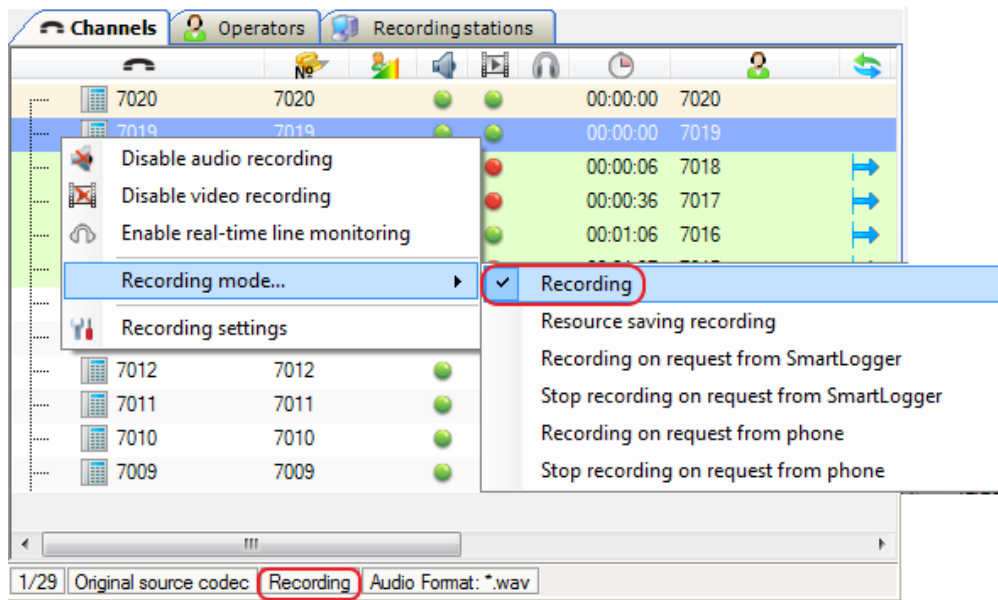 Channels Operators Recording stations
Nº
7020 7020 00:00:00 7020
7019 7019 00:00:00 7019
Disable audio recording 00:00:06 7018
Disable video recording 00:00:36 7017
Enable real-time line monitoring 00:01:06 7016
Recording mode... Recording
Resource saving recording
Recording settings
Recording on request from SmartLogger
7012 7012
Stop recording on request from SmartLogger
7011 7011
Recording on request from phone
7010 7010
Stop recording on request from phone
7009 7009
1/29 Original source codec Recording Audio Format: *.wav